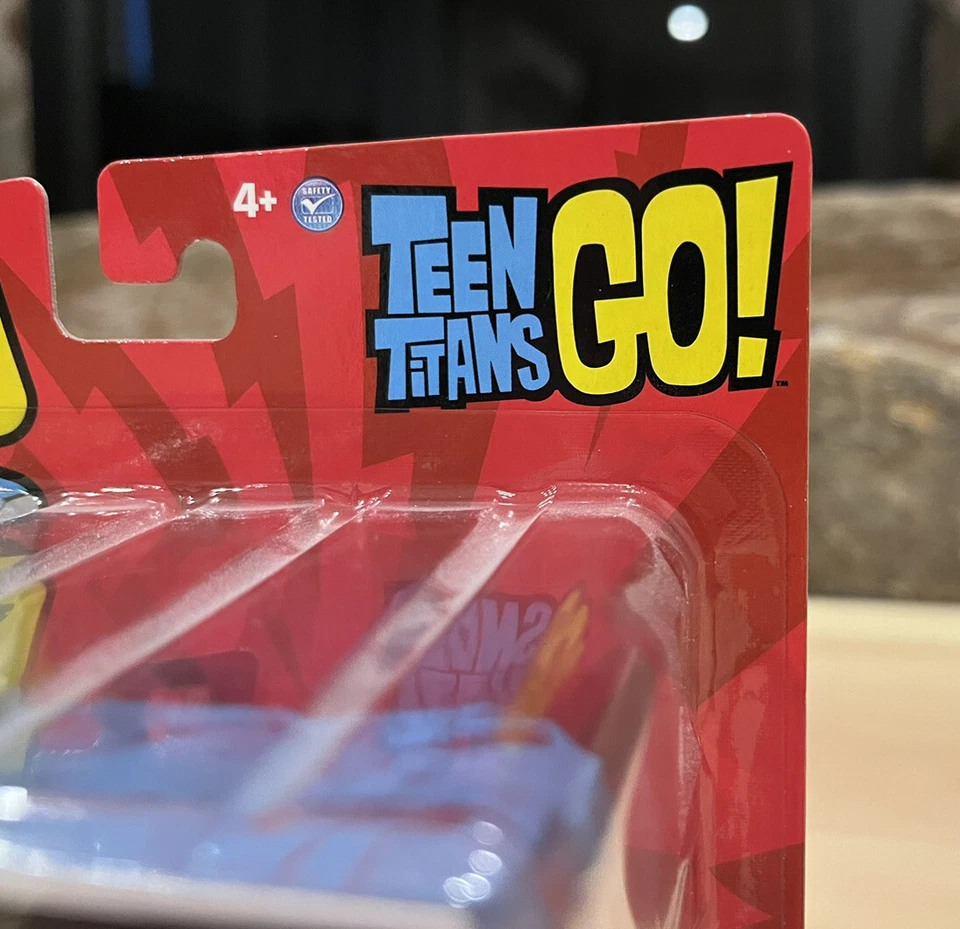 4+
SAFETY
TESTED
TEEN
TITANS
GO!
™